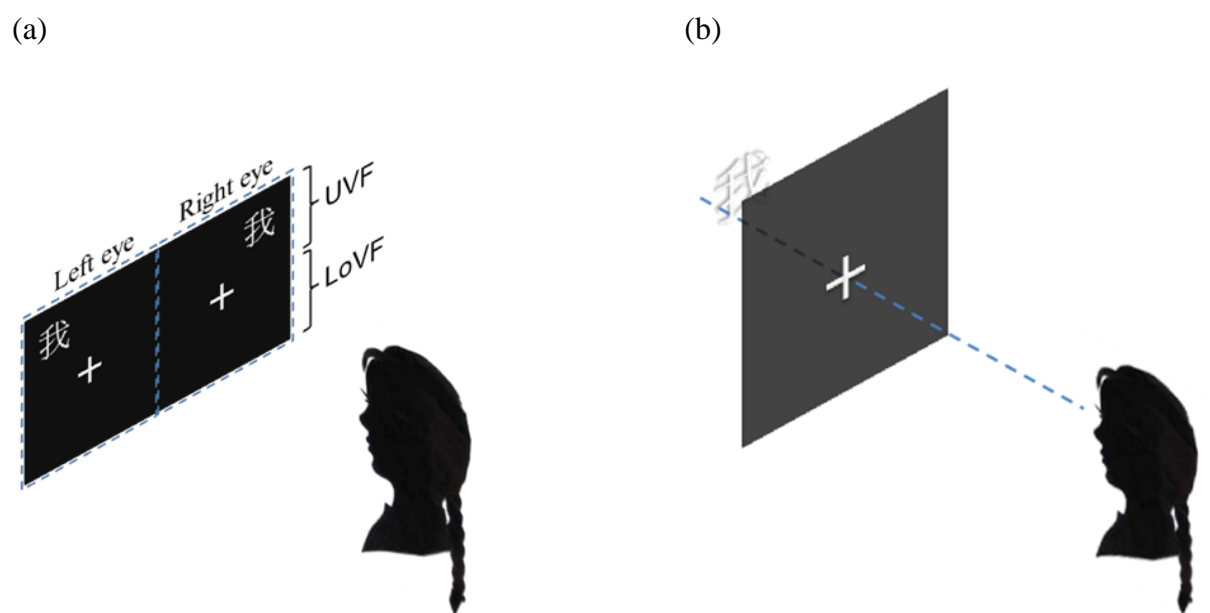 (a)
(b)
Left eye
Right eye
UVF
LoVF
我
我
我